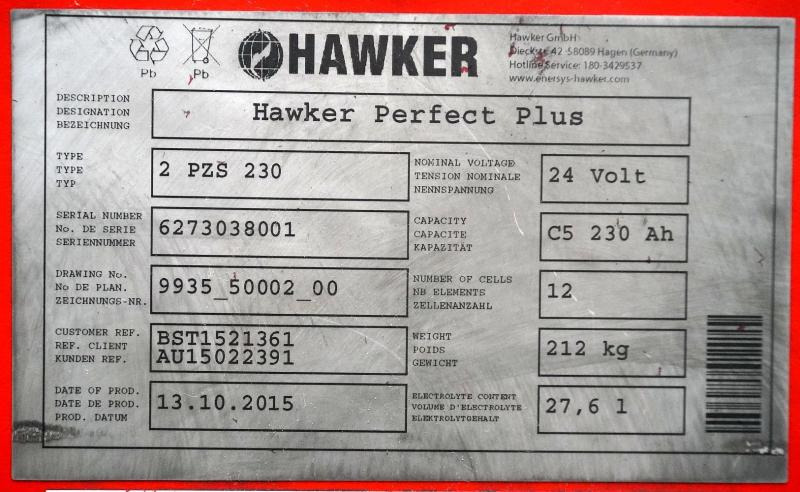 Pb
Pb
HAWKER
Hawker GmbH
Dieckstr. 42 ·58089 Hagen (Germany)
Hotline Service: 180-3429537
www.enersys-hawker.com
DESCRIPTION
DESIGNATION
BEZEICHNUNG
Hawker Perfect Plus
TYPE
TYPE
TYP
2 PZS 230
NOMINAL VOLTAGE
TENSION NOMINALE
NENNSPANNUNG
24 Volt
SERIAL NUMBER
No. DE SERIE
SERIENNUMMER
6273038001
CAPACITY
CAPACITE
KAPAZITÄT
C5 230 Ah
DRAWING No.
No DE PLAN.
ZEICHNUNGS-NR.
9935_50002_00
NUMBER OF CELLS
NB ELEMENTS
ZELLENANZAHL
12
CUSTOMER REF.
REF. CLIENT
KUNDEN REF.
BST1521361
AU15022391
WEIGHT
POIDS
GEWICHT
212 kg
DATE OF PROD.
DATE DE PROD.
PROD. DATUM
13.10.2015
ELECTROLYTE CONTENT
VOLUME D'ELECTROLYTE
ELEKTROLYTGEHALT
27,6 l